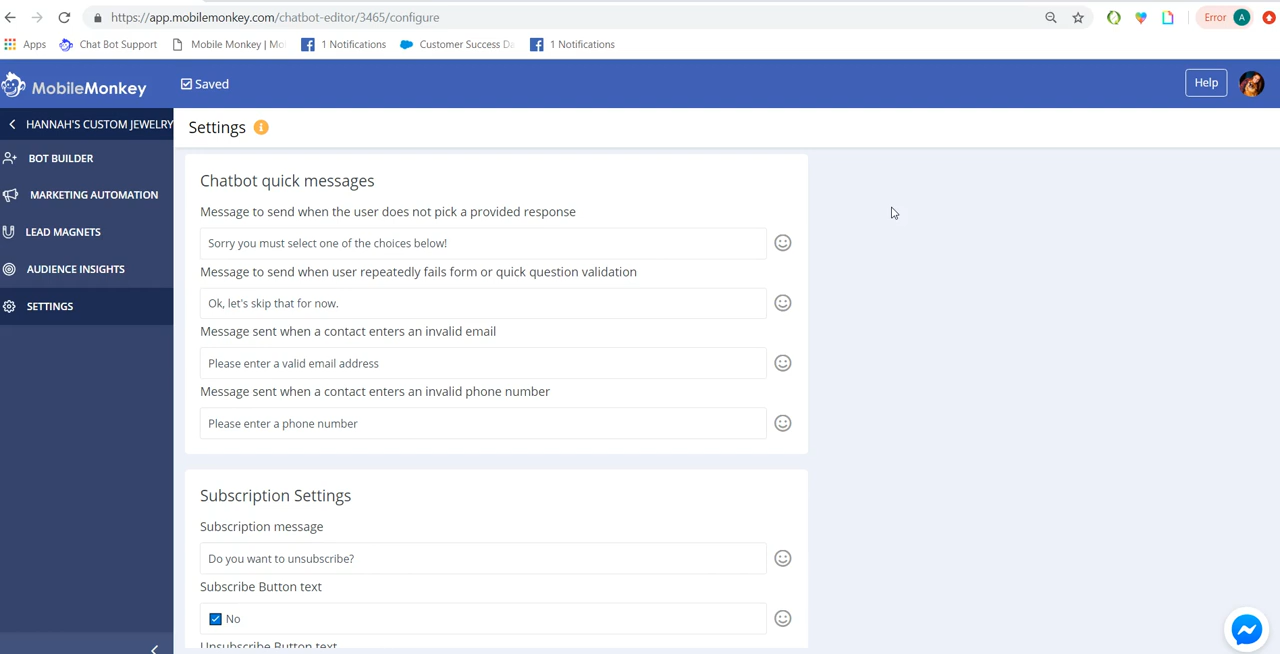 https://app.mobilemonkey.com/chatbot-editor/3465/configure
Error A
Apps Chat Bot Support Mobile Monkey | Mo 1 Notifications Customer Success Da 1 Notifications
MobileMonkey Saved Help
HANNAH'S CUSTOM JEWELRY
Settings
BOT BUILDER
MARKETING AUTOMATION
LEAD MAGNETS
AUDIENCE INSIGHTS
SETTINGS
Chatbot quick messages
Message to send when the user does not pick a provided response
Sorry you must select one of the choices below!
Message to send when user repeatedly fails form or quick question validation
Ok, let's skip that for now.
Message sent when a contact enters an invalid email
Please enter a valid email address
Message sent when a contact enters an invalid phone number
Please enter a phone number
Subscription Settings
Subscription message
Do you want to unsubscribe?
Subscribe Button text
No
Unsubscribe Button text